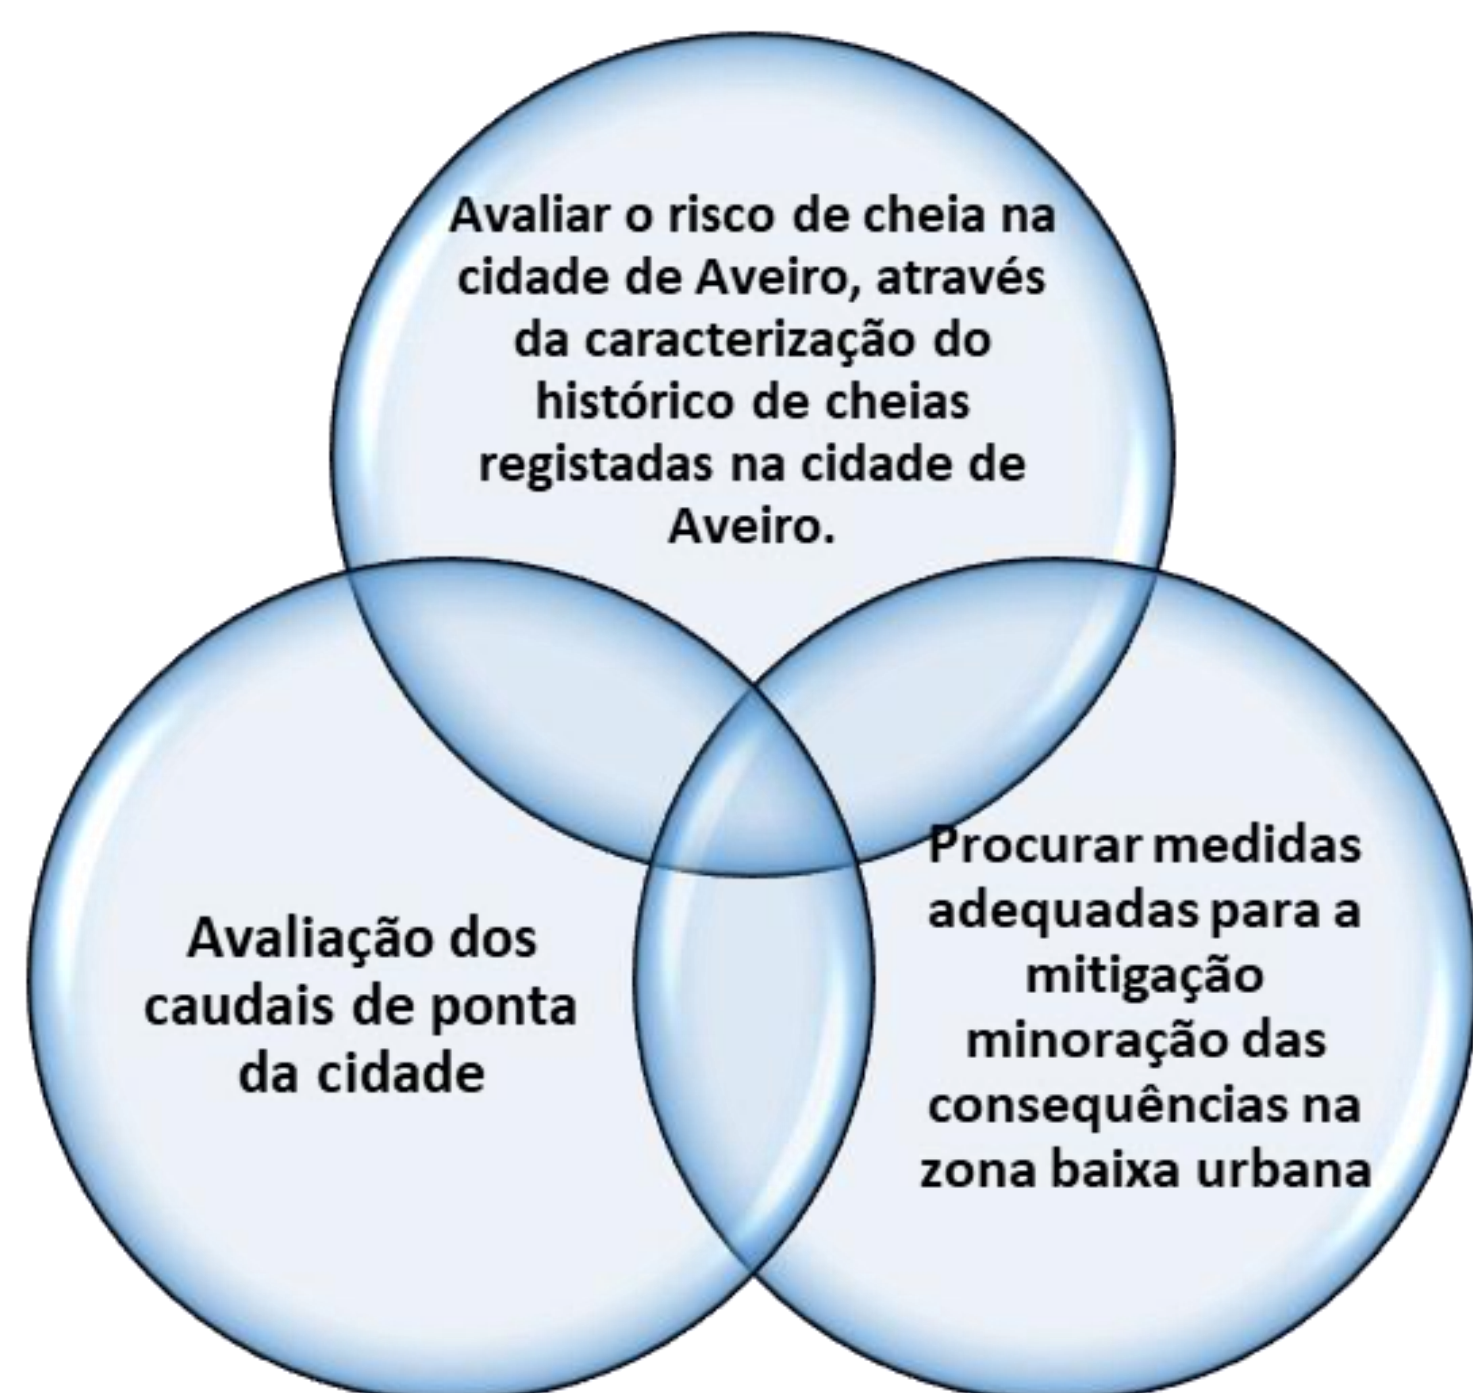 Avaliar o risco de cheia na
cidade de Aveiro, através
da caracterização do
histórico de cheias
registadas na cidade de
Aveiro.
Avaliação dos
caudais de ponta
da cidade
Procurar medidas
adequadas para a
mitigação
minoração das
consequências na
zona baixa urbana